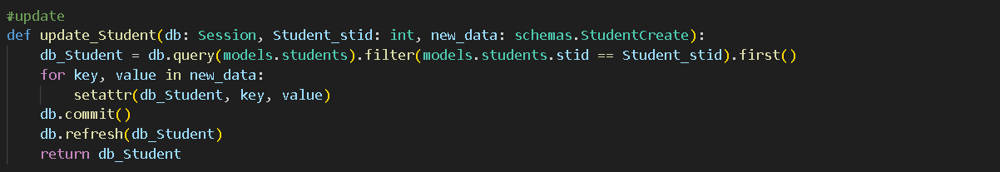 #update
def update_Student(db: Session, Student_stid: int, new_data: schemas.StudentCreate):
    db_Student = db.query(models.students).filter(models.students.stid == Student_stid).first()
    for key, value in new_data:
        setattr(db_Student, key, value)
    db.commit()
    db.refresh(db_Student)
    return db_Student